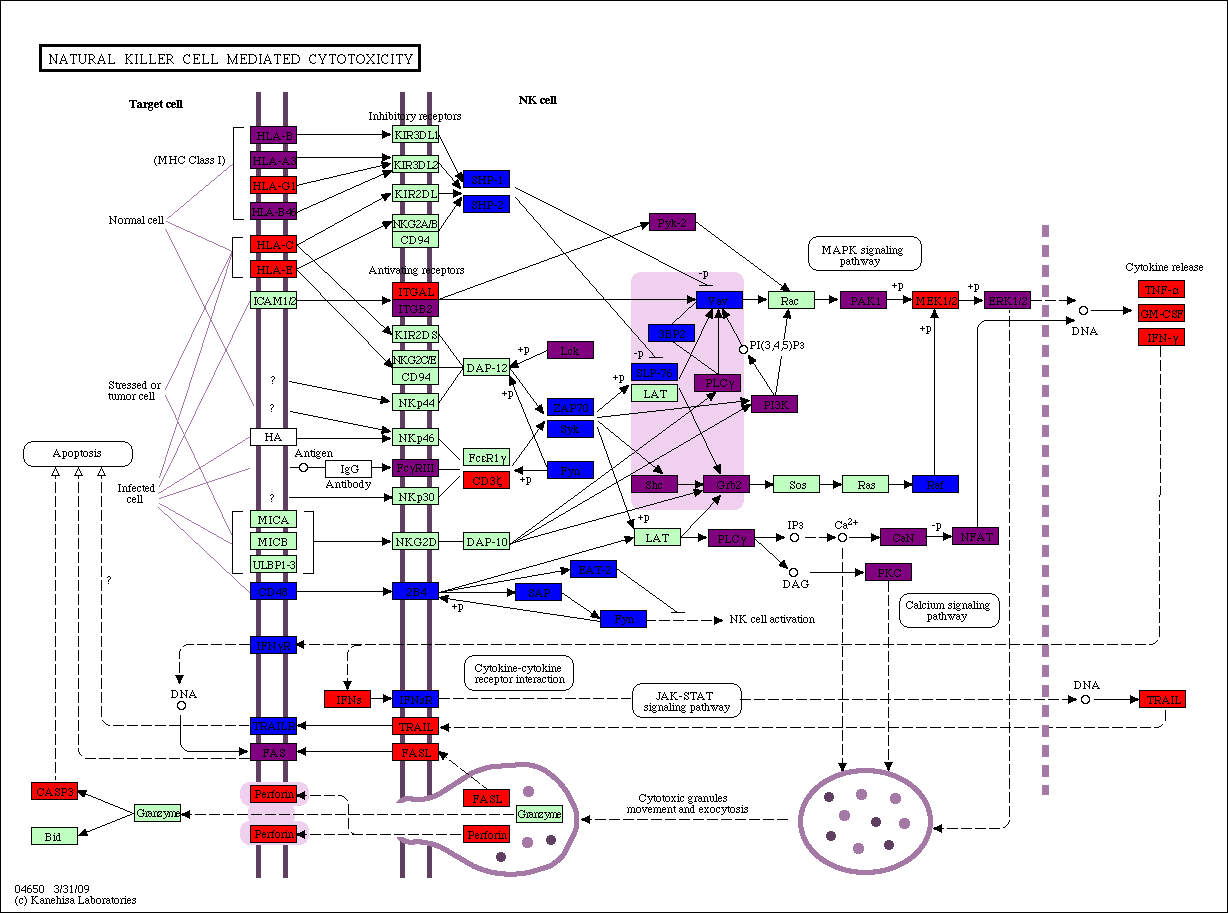 NATURAL KILLER CELL MEDIATED CYTOTOXICITY
Target cell
NK cell
Inhibitory receptors
HLA-B
KIR3DL1
(MHC Class I)
HLA-A3
KIR3DL2
HLA-G1
KIR2DL
SHP-1
SHP-2
HLA-B4
Normal cell
NKG2A/B
CD94
Pyk-2
HLA-C
HLA-E
Antivating receptors
MAPK signaling
pathway
Cytokine release
-p
ICAM1/2
ITGAL
ITGB2
Vav
Rac
PAK1
+p
MEK1/2
+p
ERK1/2
DNA
TNF-α
GM-CSF
IFN-γ
KIR2DS
3BP2
+p
PI(3,4,5)P3
+p
Lck
NKG2C/E
CD94
DAP-12
-p
SLP-76
LAT
+p
PLCγ
?
Stressed or
tumor cell
+p
NKp44
ZAP70
Syk
PI3K
?
HA
NKp46
Apoptosis
Antigen
IgG
Antibody
FcγRIII
FcεR1γ
CD3ζ
Fyn
+p
Infected
cell
?
NKp30
Shc
Grb2
Sos
Ras
Raf
MICA
MICB
ULBP1-3
NKG2D
DAP-10
+p
LAT
PLCγ
IP3
Ca2+
CaN
-p
NFAT
DAG
PKC
?
CD48
2B4
+p
EAT-2
SAP
Fyn
NK cell activation
Calcium signaling
pathway
IFNγR
Cytokine-cytokine
receptor interaction
DNA
IFNs
JAK-STAT
signaling pathway
DNA
TRAIL
TRAILR
TRAIL
FAS
FASL
CASP3
Perforin
FASL
Granzyme
Granzyme
Cytotoxic granules
movement and exocytosis
Bid
Perforin
Perforin
04650 3/31/09
(c) Kanehisa Laboratories